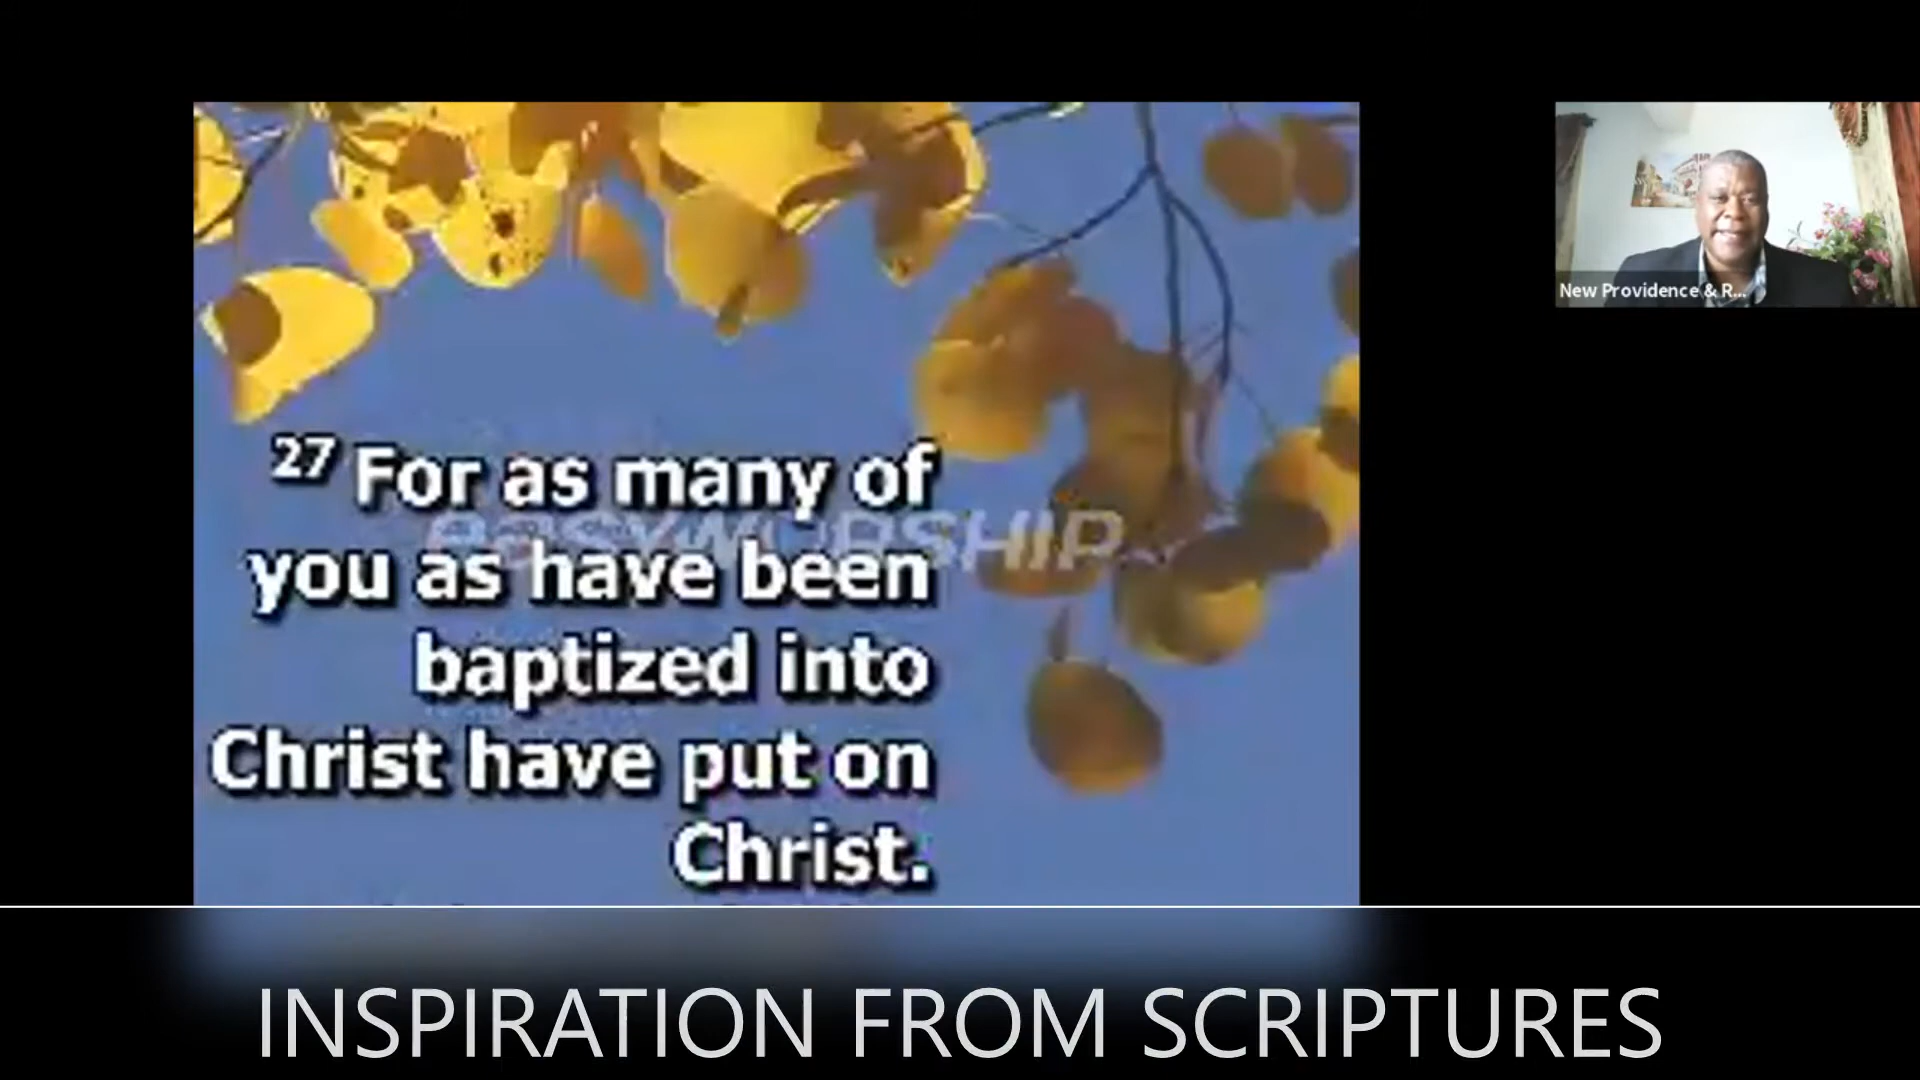 27 For as many of
you as have been
baptized into
Christ have put on
Christ.
easyWORSHIP
New Providence & R...
INSPIRATION FROM SCRIPTURES